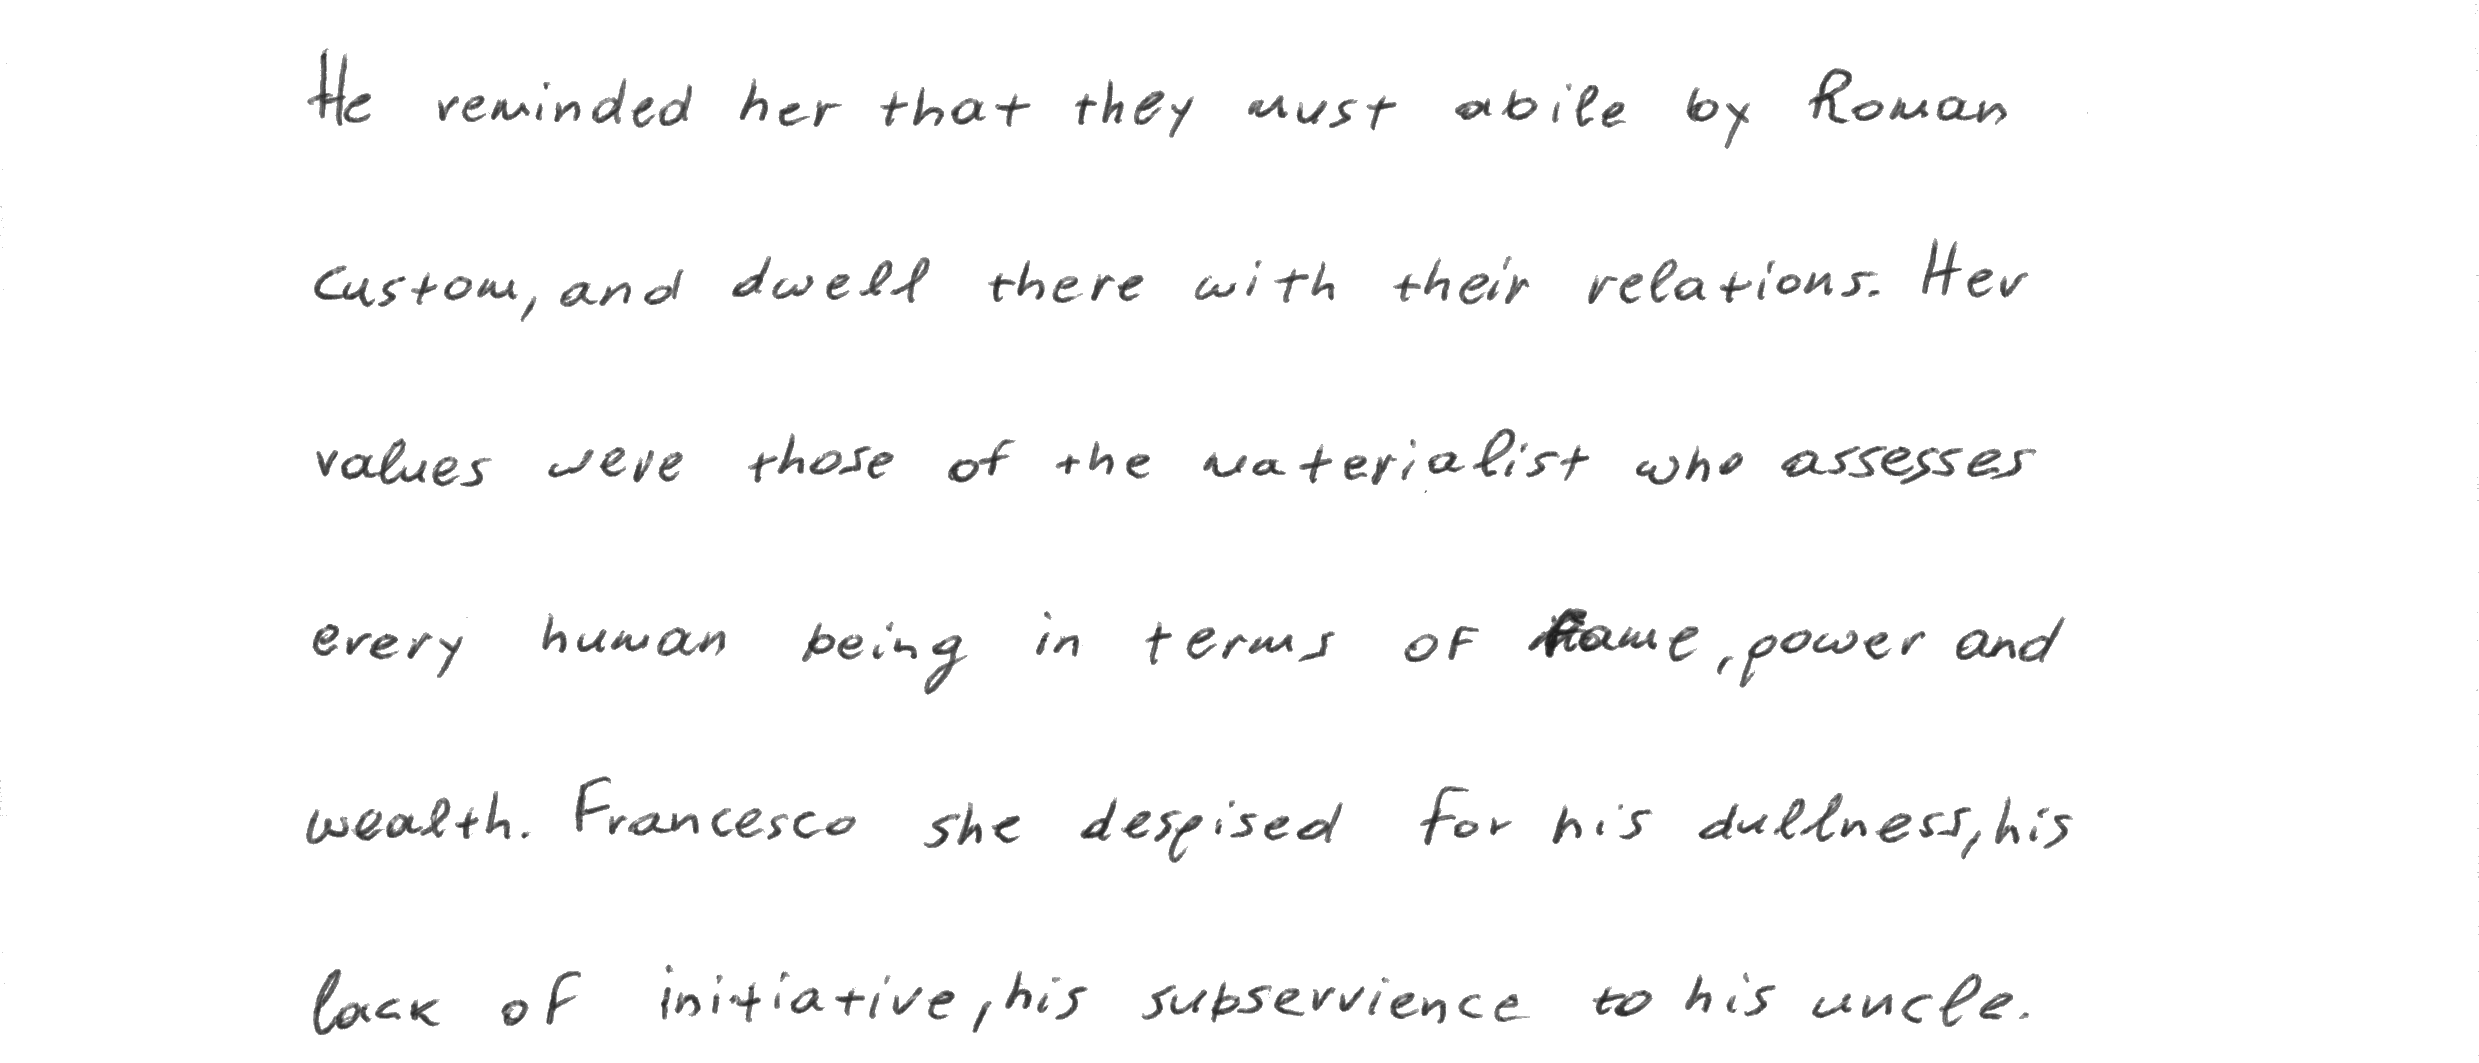 He reminded her that they must abile by Roman
custom, and dwell there with their relations. Her
values were those of the materialist who assesses
every human being in terms of fame, power and
wealth. Francesco she despised for his dullness, his
lack of initiative, his subservience to his uncle.